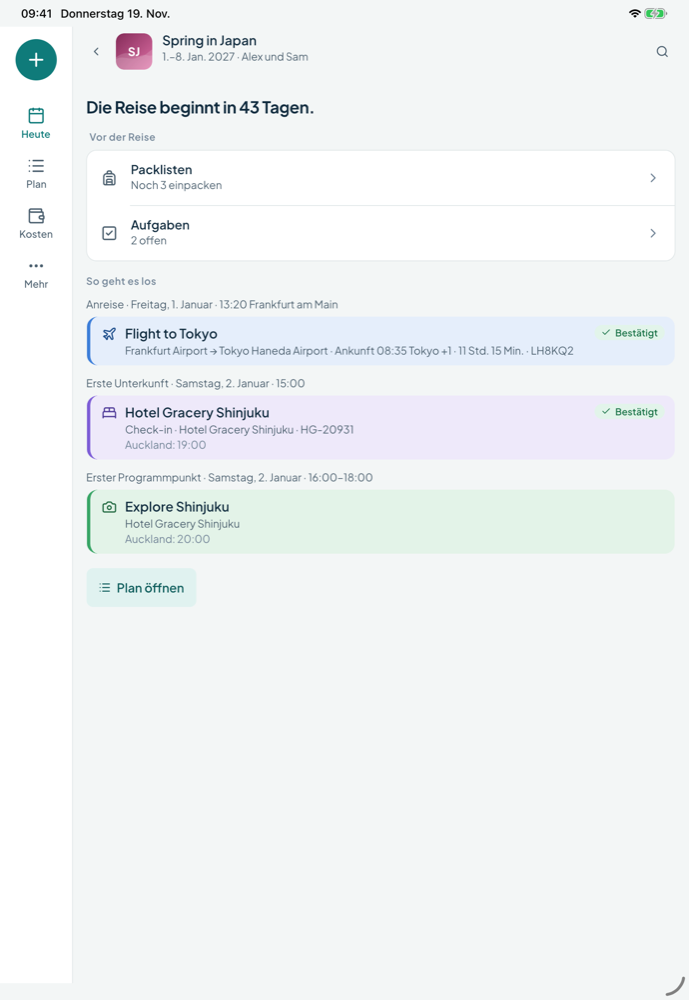 09:41 Donnerstag 19. Nov.
SJ
Spring in Japan
1.–8. Jan. 2027 · Alex und Sam
Heute
Plan
Kosten
Mehr
Die Reise beginnt in 43 Tagen.
Vor der Reise
Packlisten
Noch 3 einpacken
Aufgaben
2 offen
So geht es los
Anreise · Freitag, 1. Januar · 13:20 Frankfurt am Main
Flight to Tokyo
Bestätigt
Frankfurt Airport → Tokyo Haneda Airport · Ankunft 08:35 Tokyo +1 · 11 Std. 15 Min. · LH8KQ2
Erste Unterkunft · Samstag, 2. Januar · 15:00
Hotel Gracery Shinjuku
Bestätigt
Check-in · Hotel Gracery Shinjuku · HG-20931
Auckland: 19:00
Erster Programmpunkt · Samstag, 2. Januar · 16:00–18:00
Explore Shinjuku
Hotel Gracery Shinjuku
Auckland: 20:00
Plan öffnen